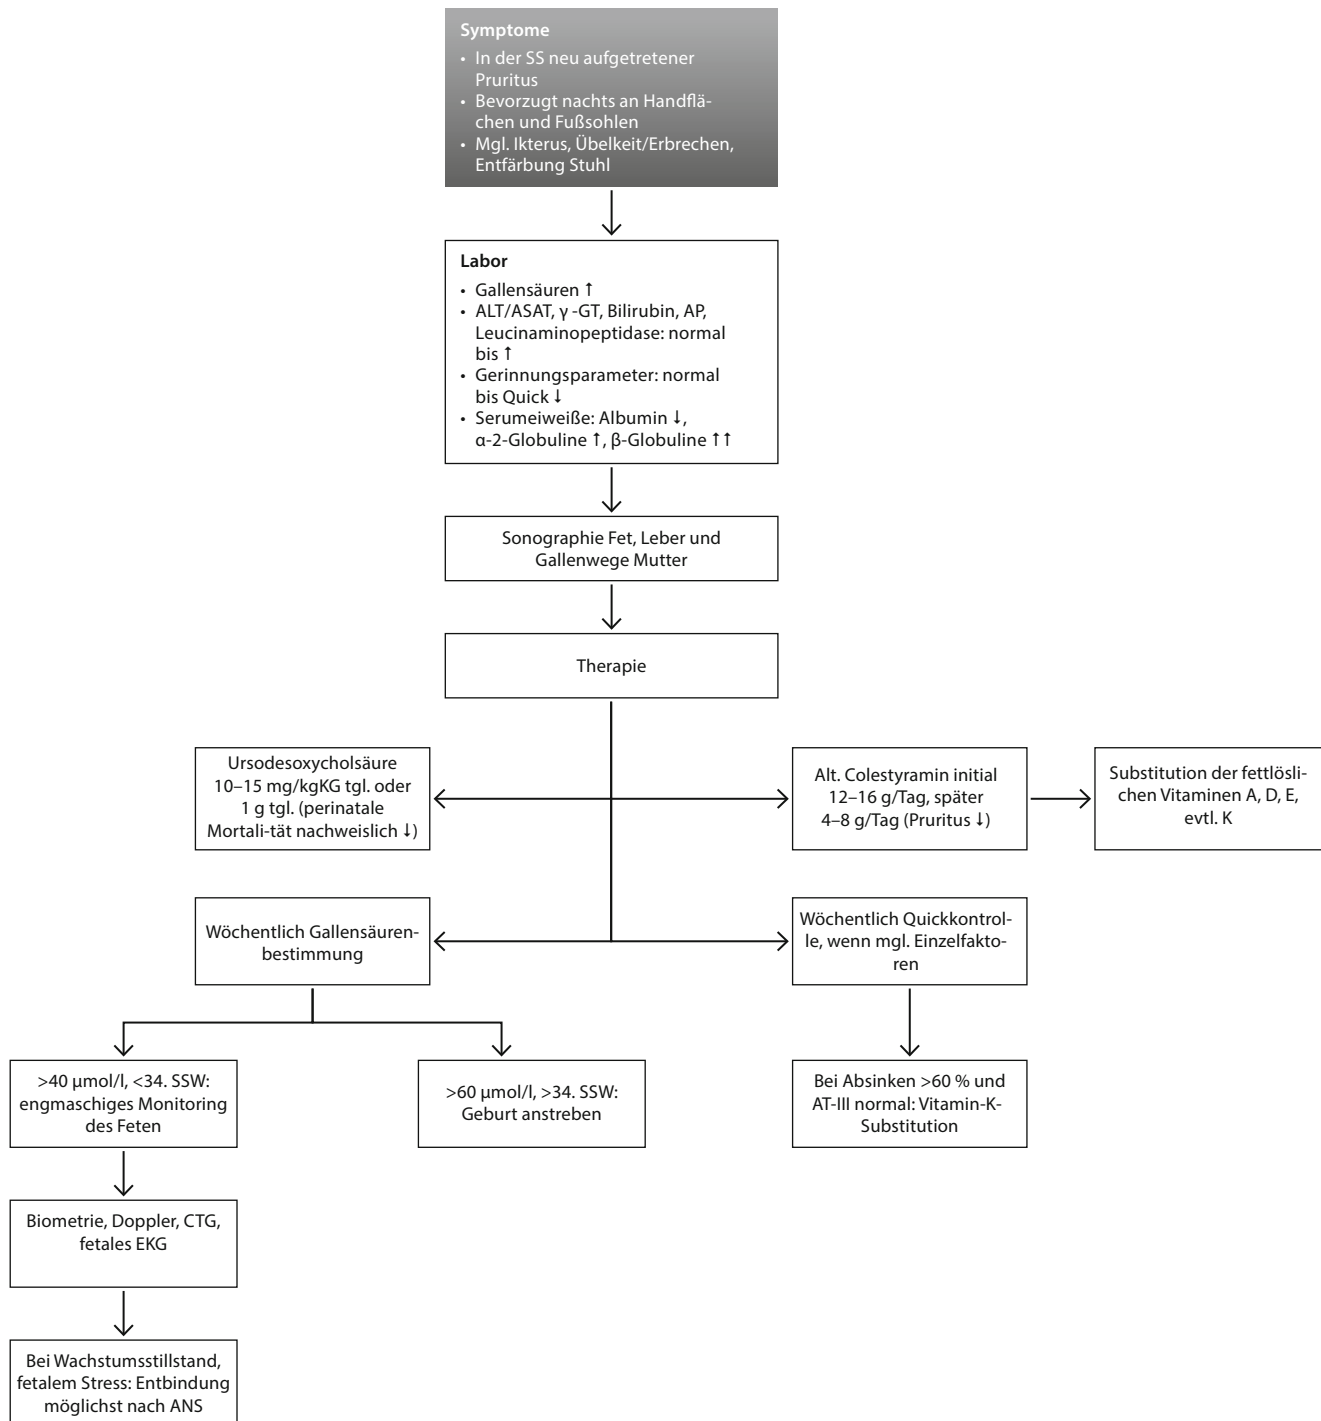 Symptome
• In der SS neu aufgetretener
Pruritus
• Bevorzugt nachts an Handflä-
chen und Fußsohlen
• Mgl. Ikterus, Übelkeit/Erbrechen,
Entfärbung Stuhl
Labor
• Gallensäuren ↑
• ALT/ASAT, γ -GT, Bilirubin, AP,
Leucinaminopeptidase: normal
bis ↑
• Gerinnungsparameter: normal
bis Quick ↓
• Serumeiweiße: Albumin ↓,
α-2-Globuline ↑, β-Globuline ↑↑
Sonographie Fet, Leber und
Gallenwege Mutter
Therapie
Ursodesoxycholsäure
10–15 mg/kgKG tgl. oder
1 g tgl. (perinatale
Mortali-tät nachweislich ↓)
Alt. Colestyramin initial
12–16 g/Tag, später
4–8 g/Tag (Pruritus ↓)
Substitution der fettlösli-
chen Vitaminen A, D, E,
evtl. K
Wöchentlich Gallensäuren-
bestimmung
Wöchentlich Quickkontrol-
le, wenn mgl. Einzelfakto-
ren
>40 μmol/l, <34. SSW:
engmaschiges Monitoring
des Feten
>60 μmol/l, >34. SSW:
Geburt anstreben
Bei Absinken >60 % und
AT-III normal: Vitamin-K-
Substitution
Biometrie, Doppler, CTG,
fetales EKG
Bei Wachstumsstillstand,
fetalem Stress: Entbindung
möglichst nach ANS